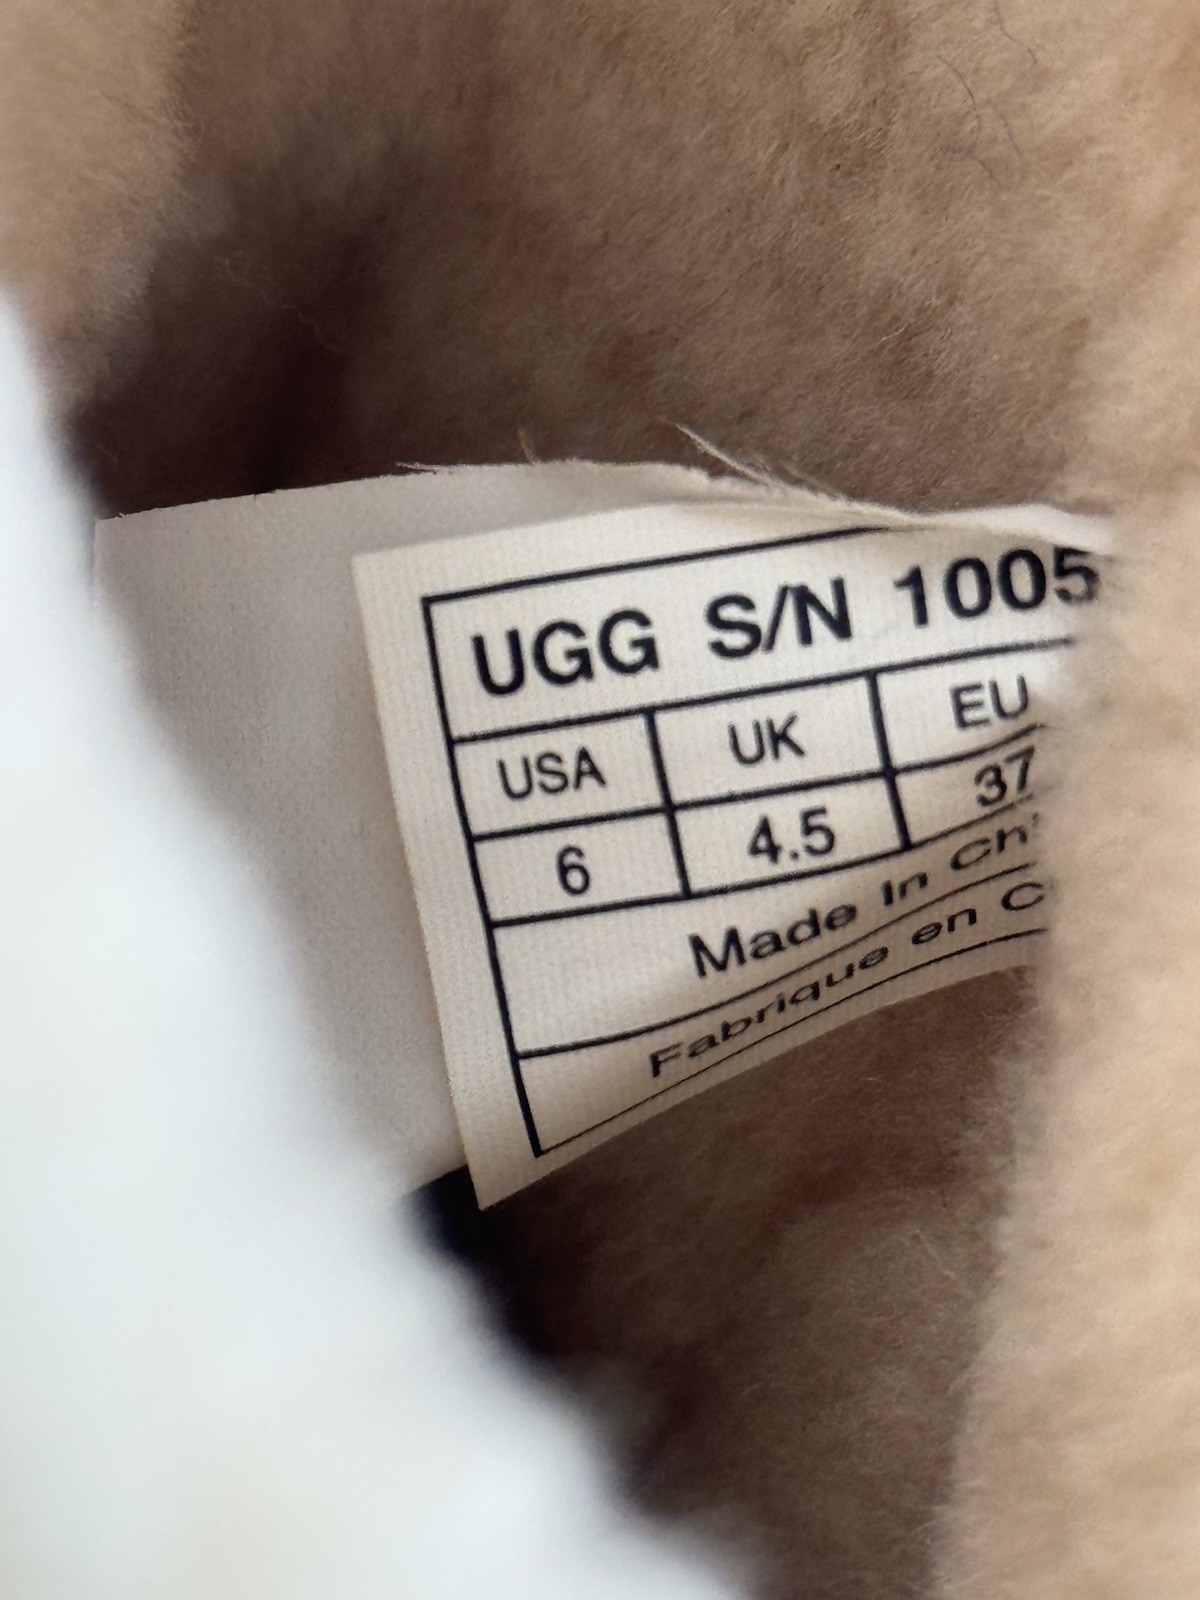 UGG S/N 1005
USA UK EU
6 4.5 37
Made In
Fabrique en